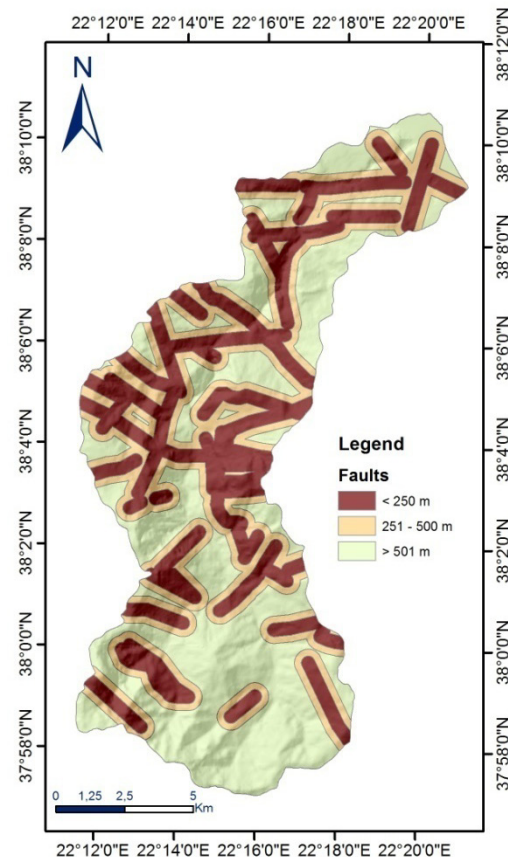 22°12'0"E 22°14'0"E 22°16'0"E 22°18'0"E 22°20'0"E
38°12'0"N
N
38°10'0"N 38°10'0"N
38°8'0"N 38°8'0"N
38°6'0"N 38°6'0"N
38°4'0"N 38°4'0"N
Legend
Faults
< 250 m
251 - 500 m
> 501 m
38°2'0"N 38°2'0"N
38°0'0"N 38°0'0"N
37°58'0"N 37°58'0"N
0 1,25 2,5 5
Km
22°12'0"E 22°14'0"E 22°16'0"E 22°18'0"E 22°20'0"E